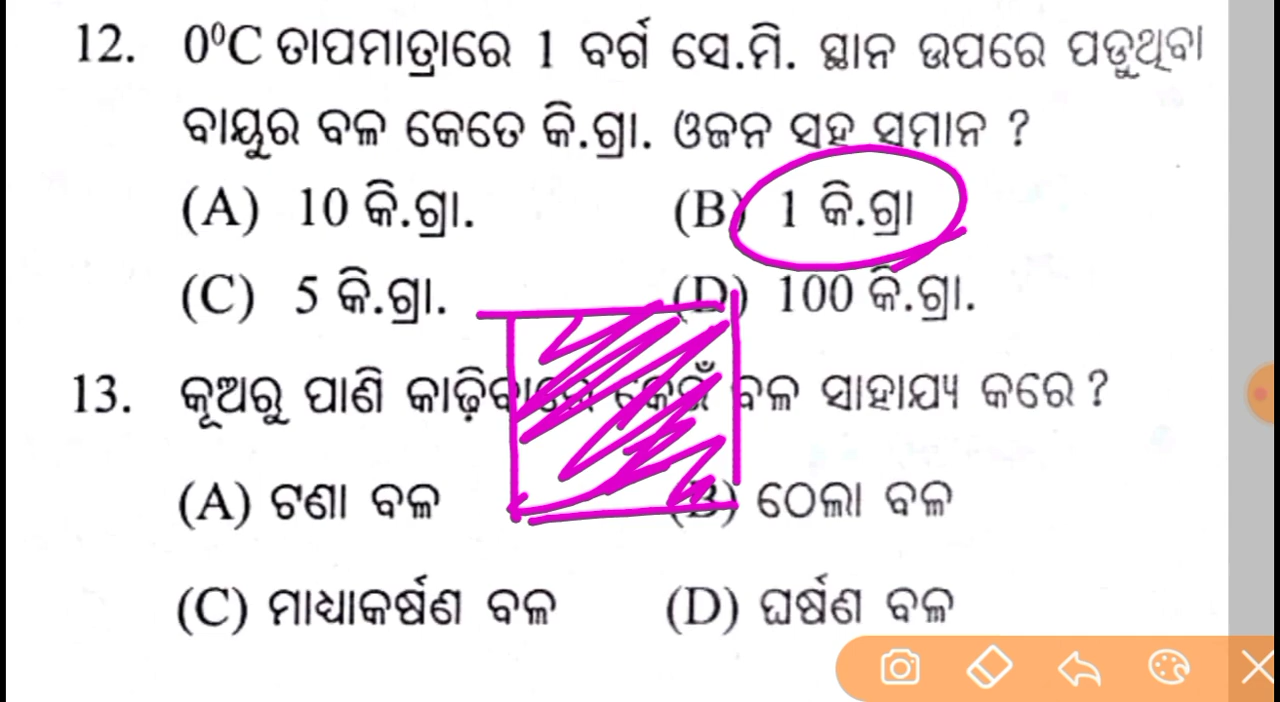 12. 0⁰C ତାପମାତ୍ରାରେ 1 ବର୍ଗ ସେ.ମି. ସ୍ଥାନ ଉପରେ ପଡୁଥିବା
ବାୟୁର ବଳ କେତେ କି.ଗ୍ରା. ଓଜନ ସହ ସମାନ ?
(A) 10 କି.ଗ୍ରା. (B) 1 କି.ଗ୍ରା
(C) 5 କି.ଗ୍ରା. (D) 100 କି.ଗ୍ରା.
13. କୂଅରୁ ପାଣି କାଢ଼ିବାରେ କେଉଁ ବଳ ସାହାଯ୍ୟ କରେ ?
(A) ଟଣା ବଳ (B) ଠେଲା ବଳ
(C) ମାଧ୍ୟାକର୍ଷଣ ବଳ (D) ଘର୍ଷଣ ବଳ